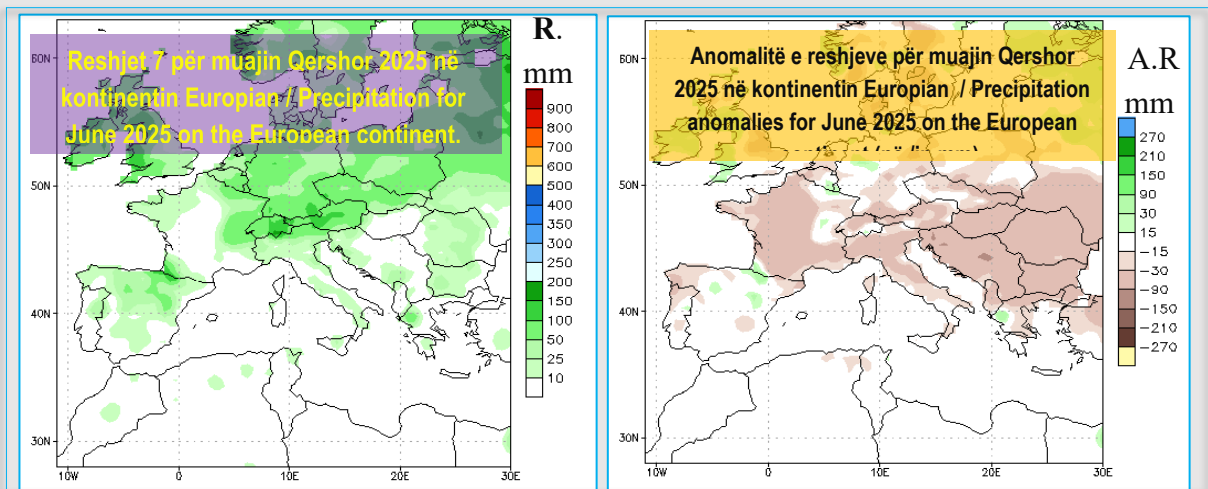 Reshjet 7 për muajin Qershor 2025 në
kontinentin Europian / Precipitation for
June 2025 on the European continent.
R.
mm
900
800
700
600
500
400
350
300
250
200
150
100
50
25
10
60N
50N
40N
30N
10W
0
10E
20E
30E
Anomalitë e reshjeve për muajin Qershor
2025 në kontinentin Europian / Precipitation
anomalies for June 2025 on the European
A.R
mm
270
210
150
90
30
15
−15
−30
−90
−150
−210
−270
60N
50N
40N
30N
10W
0
10E
20E
30E